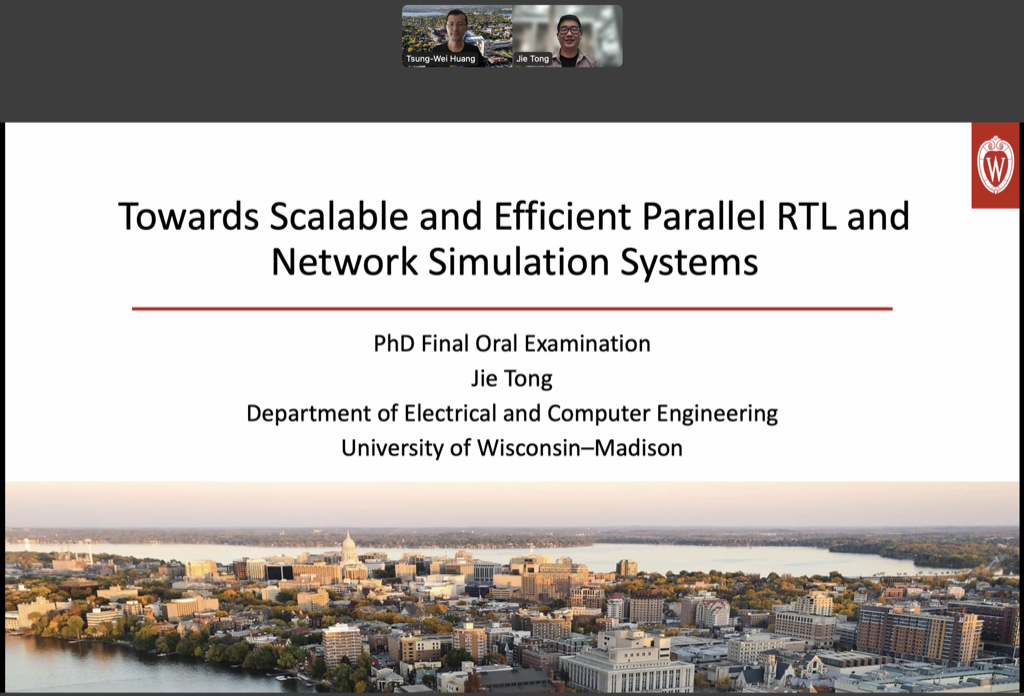 Tsung-Wei Huang
Jie Tong
W
Towards Scalable and Efficient Parallel RTL and
Network Simulation Systems
PhD Final Oral Examination
Jie Tong
Department of Electrical and Computer Engineering
University of Wisconsin–Madison